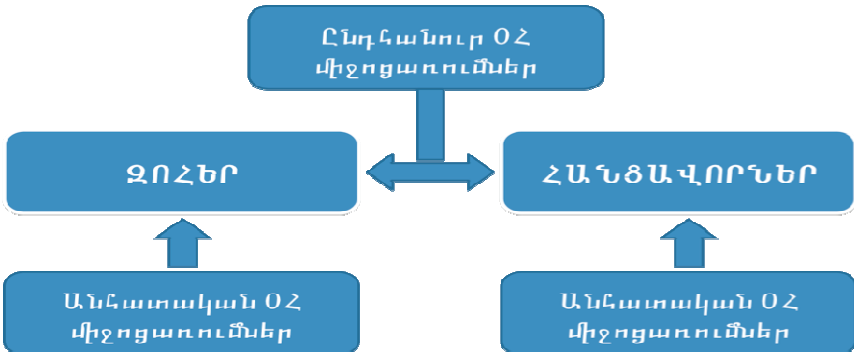 Ընդհանուր ՕՀ
միջոցառումներ
ԶՈՀԵՐ
ՀԱՆՑԱՎՈՐՆԵՐ
Անհատական ՕՀ
միջոցառումներ
Անհատական ՕՀ
միջոցառումներ